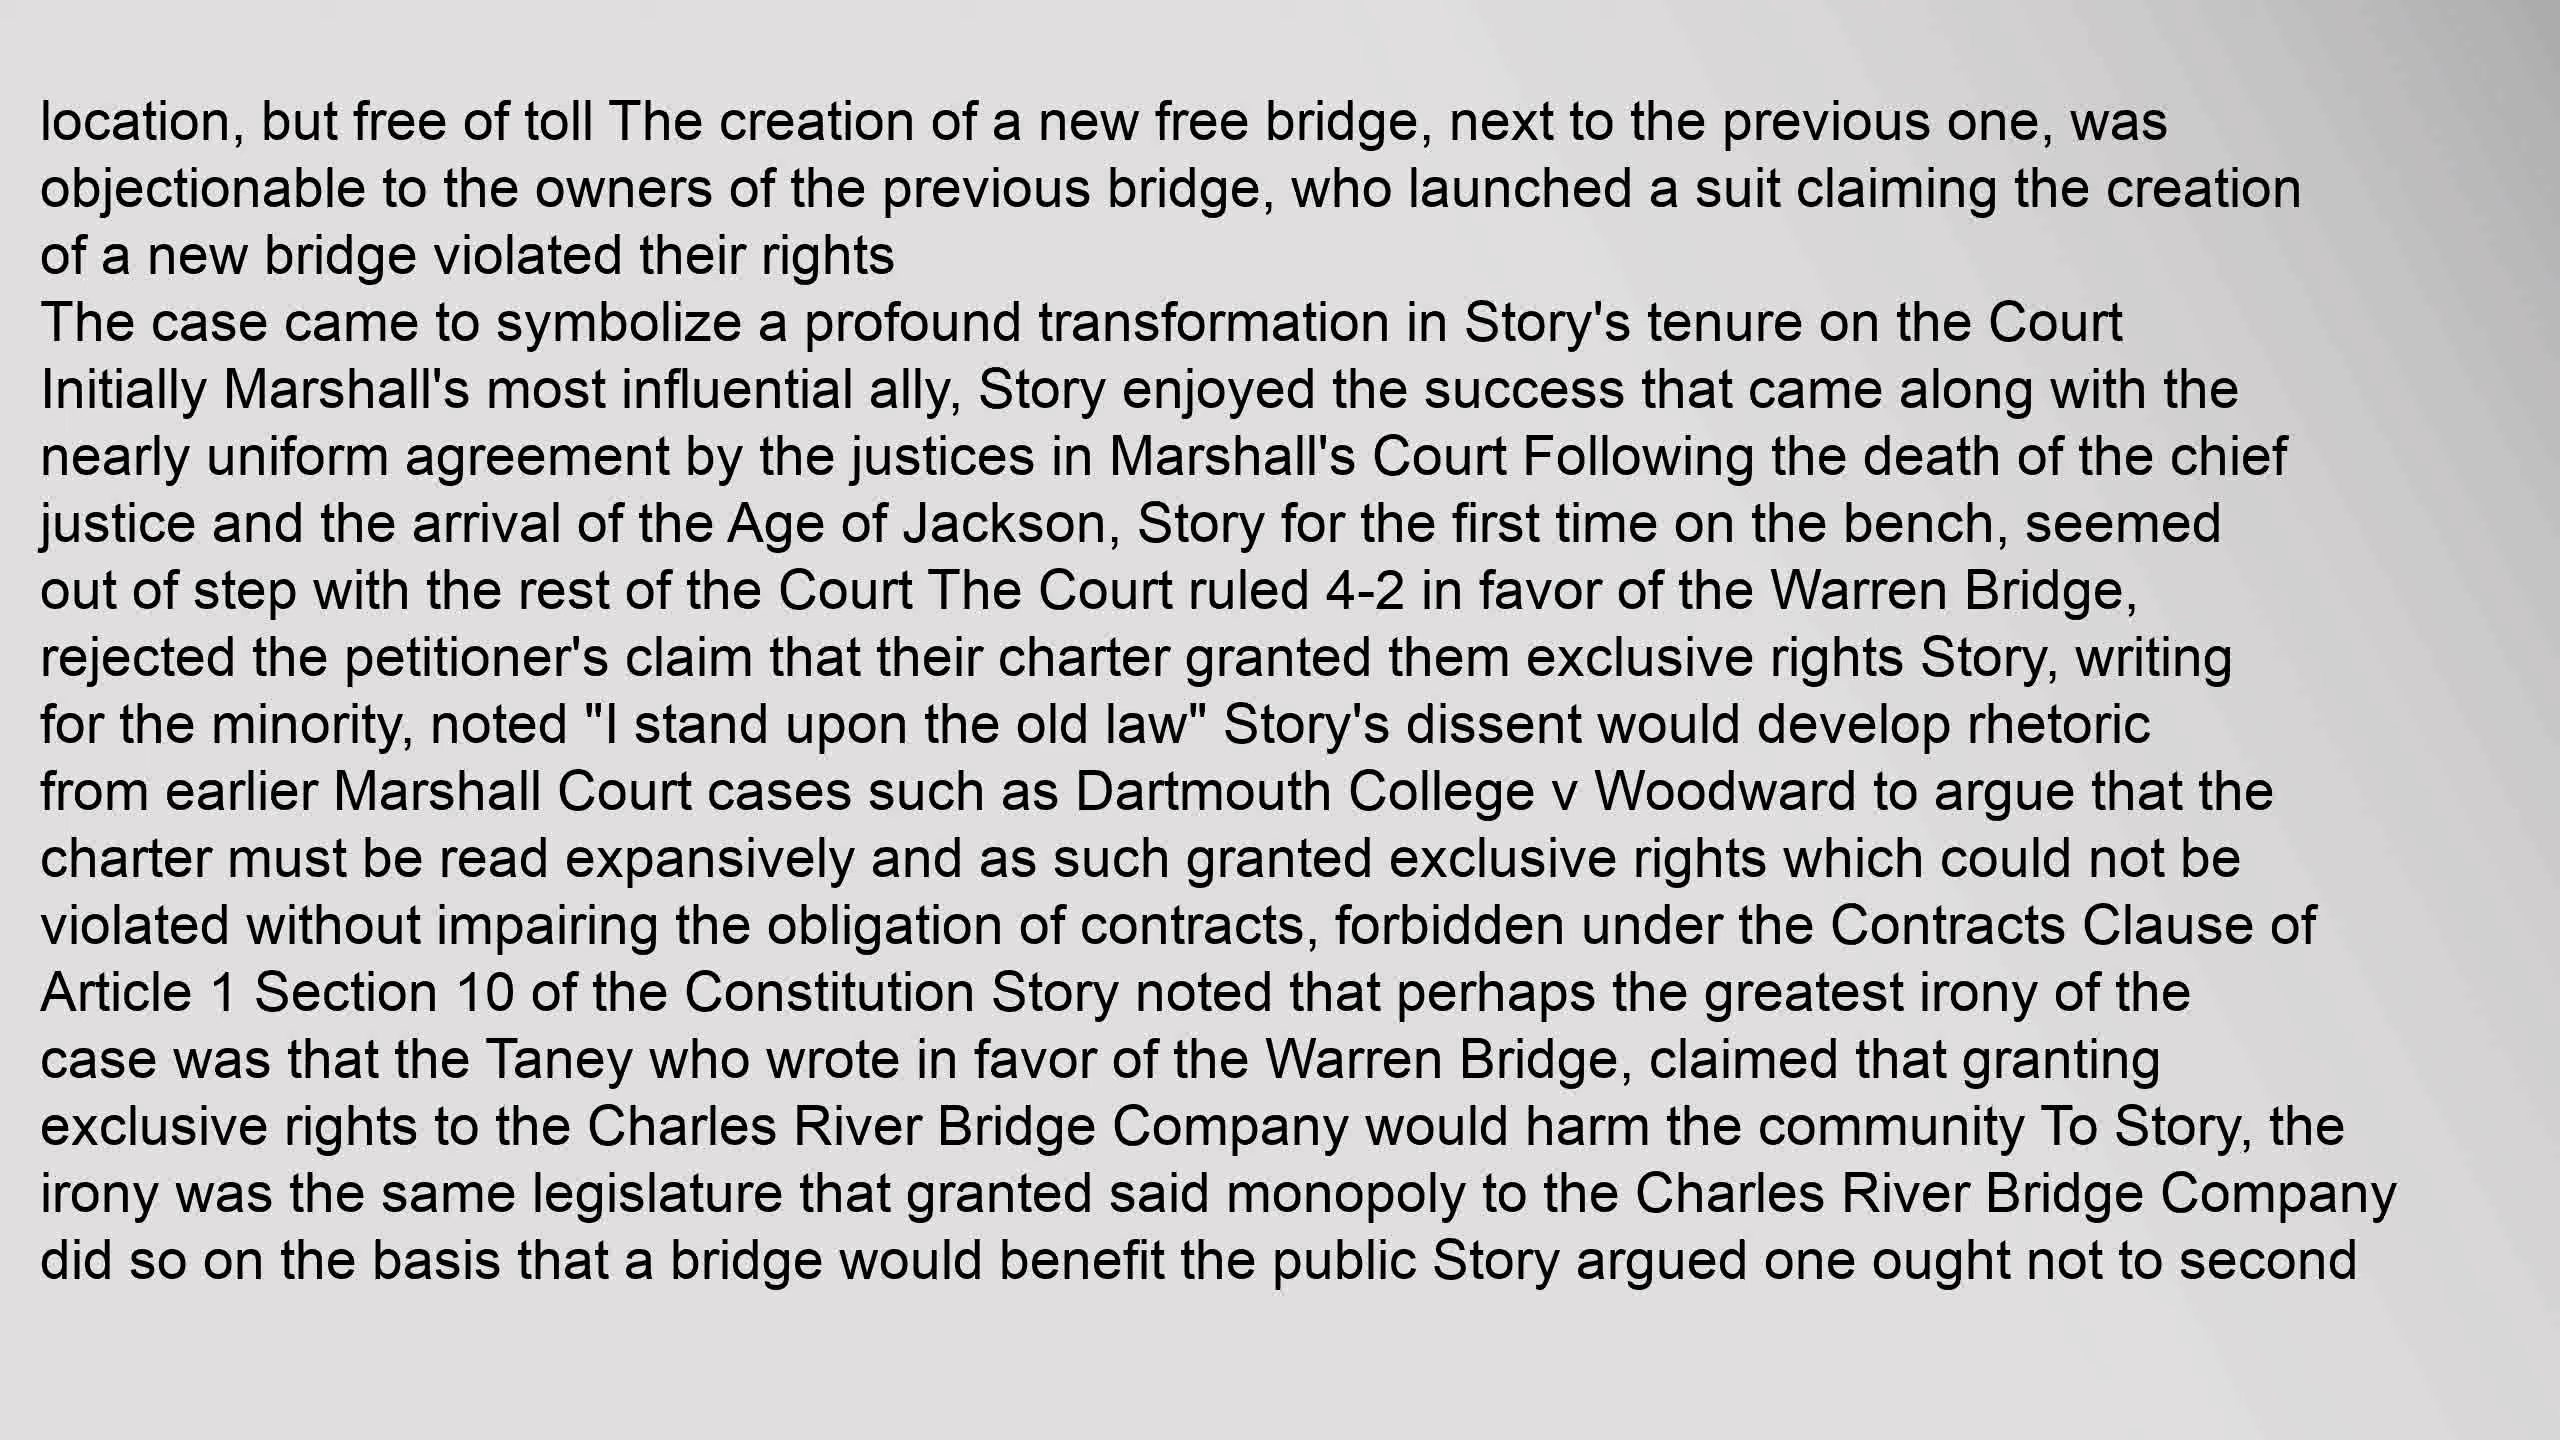 location, but free of toll The creation of a new free bridge, next to the previous one, was
objectionable to the owners of the previous bridge, who launched a suit claiming the creation
of a new bridge violated their rights
The case came to symbolize a profound transformation in Story's tenure on the Court
Initially Marshall's most influential ally, Story enjoyed the success that came along with the
nearly uniform agreement by the justices in Marshall's Court Following the death of the chief
justice and the arrival of the Age of Jackson, Story for the first time on the bench, seemed
out of step with the rest of the Court The Court ruled 4-2 in favor of the Warren Bridge,
rejected the petitioner's claim that their charter granted them exclusive rights Story, writing
for the minority, noted "I stand upon the old law" Story's dissent would develop rhetoric
from earlier Marshall Court cases such as Dartmouth College v Woodward to argue that the
charter must be read expansively and as such granted exclusive rights which could not be
violated without impairing the obligation of contracts, forbidden under the Contracts Clause of
Article 1 Section 10 of the Constitution Story noted that perhaps the greatest irony of the
case was that the Taney who wrote in favor of the Warren Bridge, claimed that granting
exclusive rights to the Charles River Bridge Company would harm the community To Story, the
irony was the same legislature that granted said monopoly to the Charles River Bridge Company
did so on the basis that a bridge would benefit the public Story argued one ought not to second